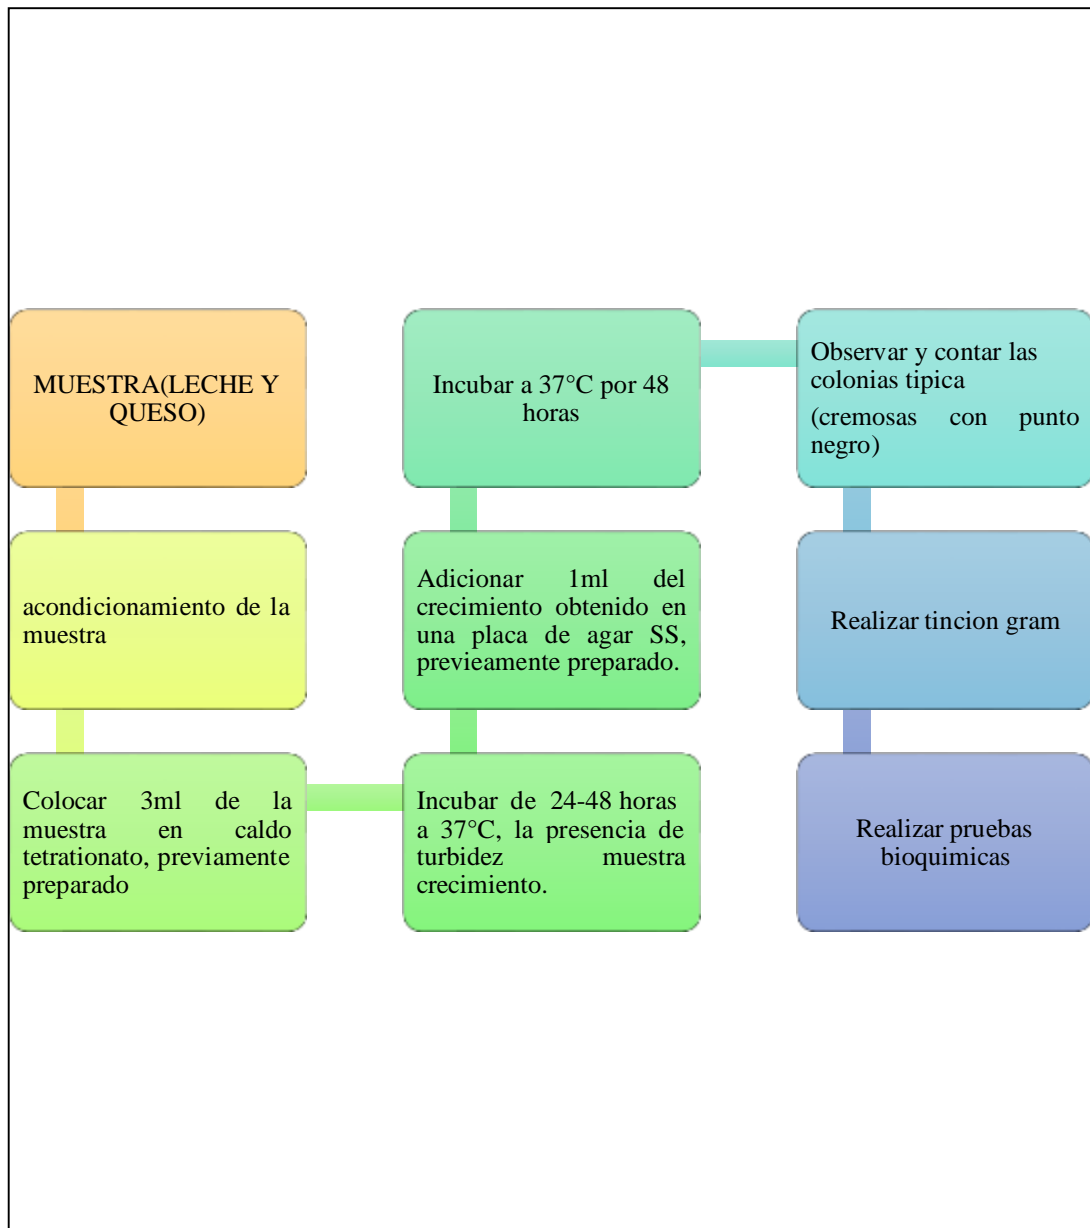 MUESTRA(LECHE Y
QUESO)
acondicionamiento de la
muestra
Colocar 3ml de la
muestra en caldo
tetrationato, previamente
preparado
Incubar de 24-48 horas
a 37°C, la presencia de
turbidez muestra
crecimiento.
Adicionar 1ml del
crecimiento obtenido en
una placa de agar SS,
previeamente preparado.
Incubar a 37°C por 48
horas
Observar y contar las
colonias tipica
(cremosas con punto
negro)
Realizar tincion gram
Realizar pruebas
bioquimicas